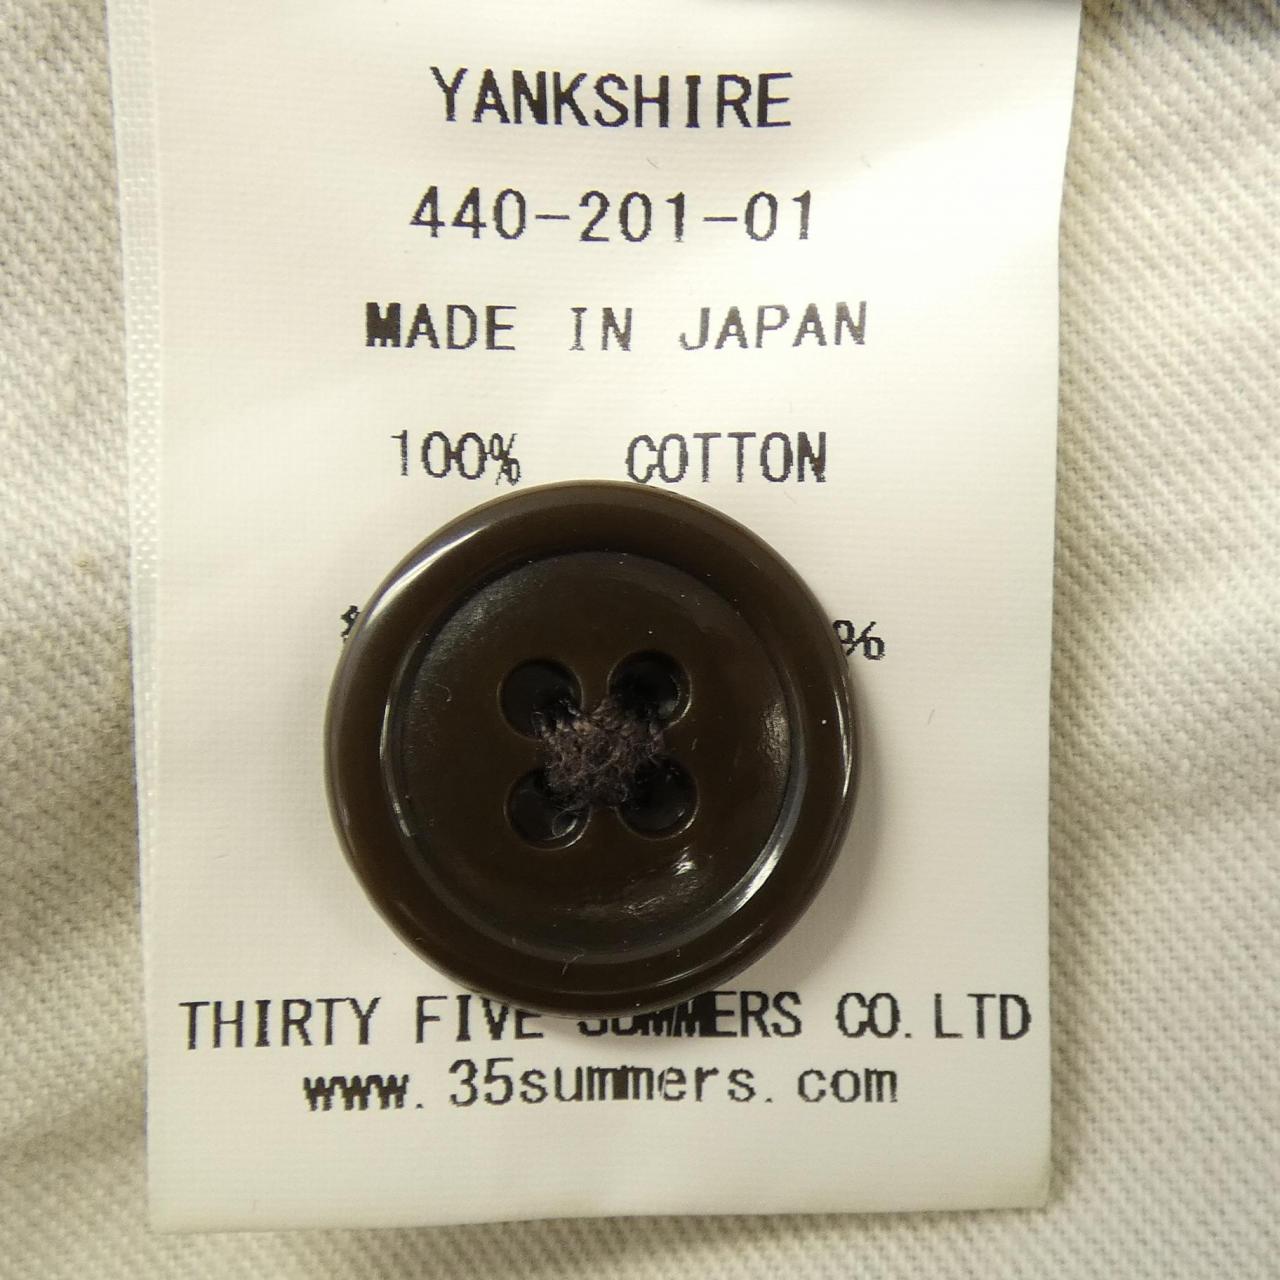 YANKSHIRE
440-201-01
MADE IN JAPAN
100% COTTON
%
THIRTY FIVE SUMMERS CO. LTD
www.35summers.com